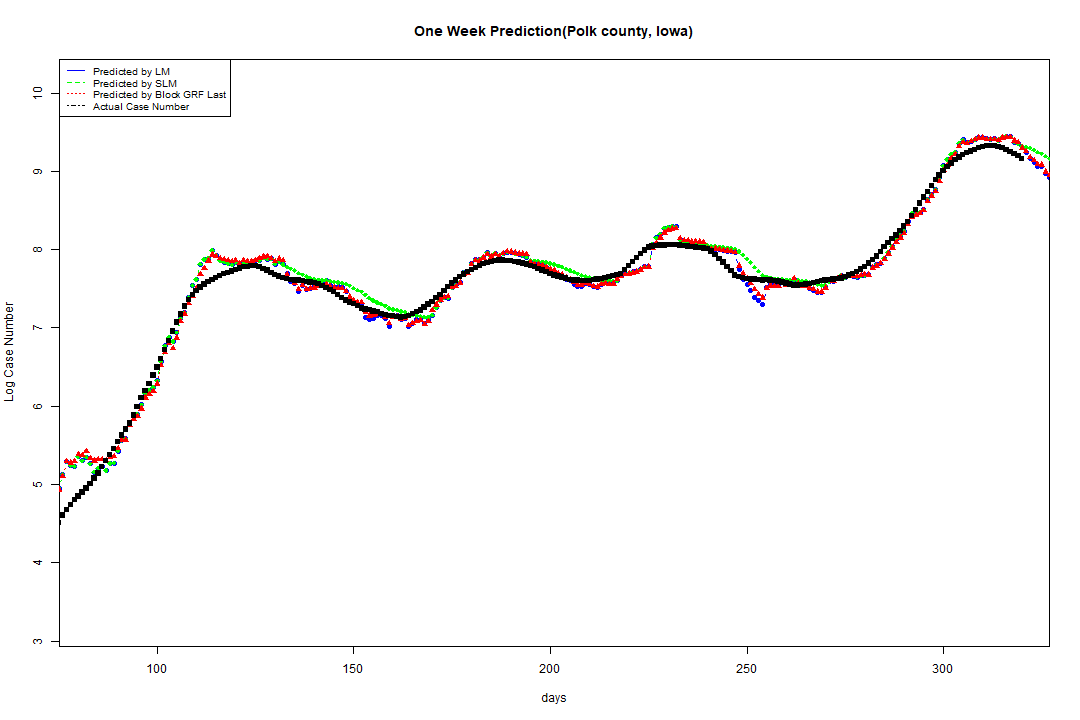 One Week Prediction(Polk county, Iowa)
Predicted by LM
Predicted by SLM
Predicted by Block GRF Last
Actual Case Number
10
9
8
7
6
5
4
3
Log Case Number
100 150 200 250 300
days